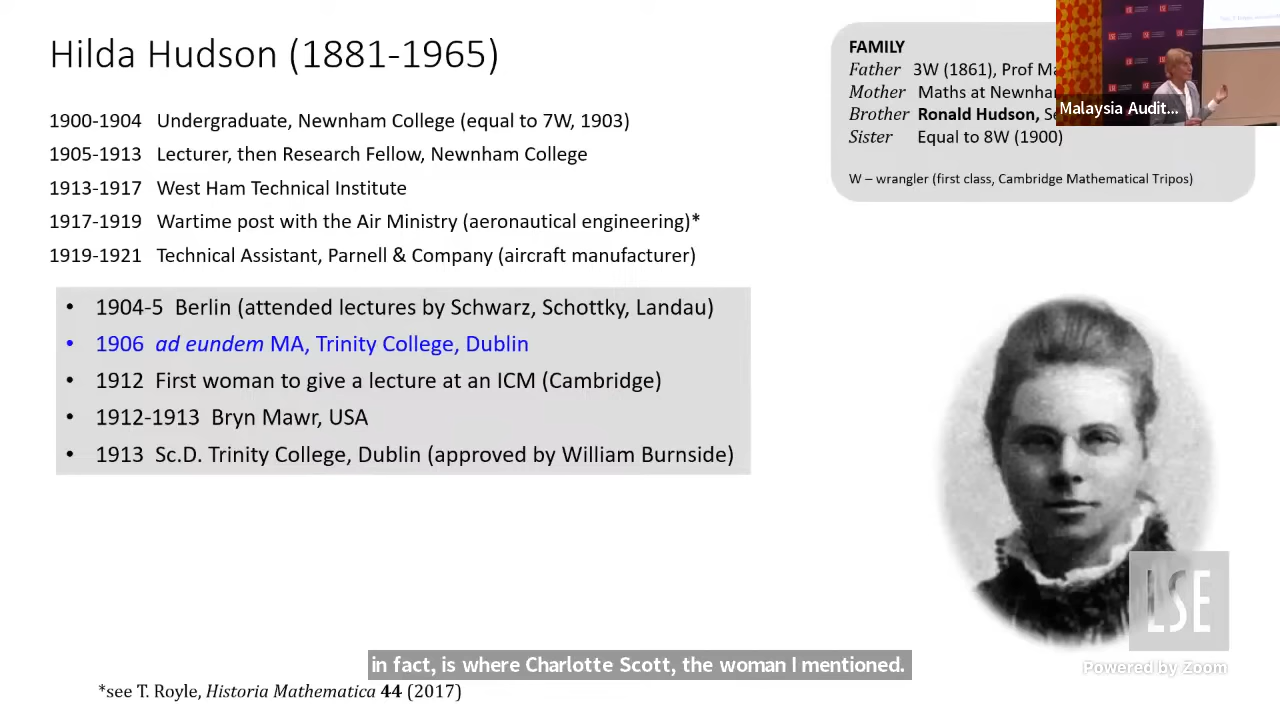 Hilda Hudson (1881-1965)
1900-1904 Undergraduate, Newnham College (equal to 7W, 1903)
1905-1913 Lecturer, then Research Fellow, Newnham College
1913-1917 West Ham Technical Institute
1917-1919 Wartime post with the Air Ministry (aeronautical engineering)*
1919-1921 Technical Assistant, Parnell & Company (aircraft manufacturer)
• 1904-5 Berlin (attended lectures by Schwarz, Schottky, Landau)
• 1906 ad eundem MA, Trinity College, Dublin
• 1912 First woman to give a lecture at an ICM (Cambridge)
• 1912-1913 Bryn Mawr, USA
• 1913 Sc.D. Trinity College, Dublin (approved by William Burnside)
FAMILY
Father 3W (1861), Prof
Mother Maths at Newnham
Brother Ronald Hudson,
Sister Equal to 8W (1900)
W – wrangler (first class, Cambridge Mathematical Tripos)
LSE
Malaysia Audit...
LSE
Powered by Zoom
in fact, is where Charlotte Scott, the woman I mentioned.
*see T. Royle, Historia Mathematica 44 (2017)